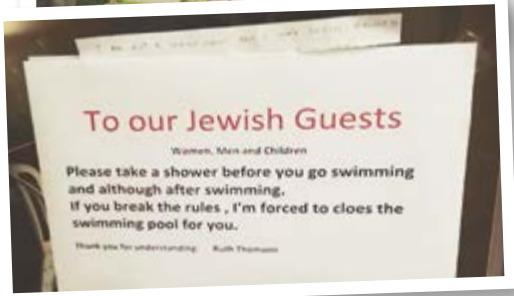 To our Jewish Guests
Women, Men and Children
Please take a shower before you go swimming
and although after swimming.
If you break the rules , I'm forced to cloes the
swimming pool for you.
Thank you for understanding Ruth Thomann